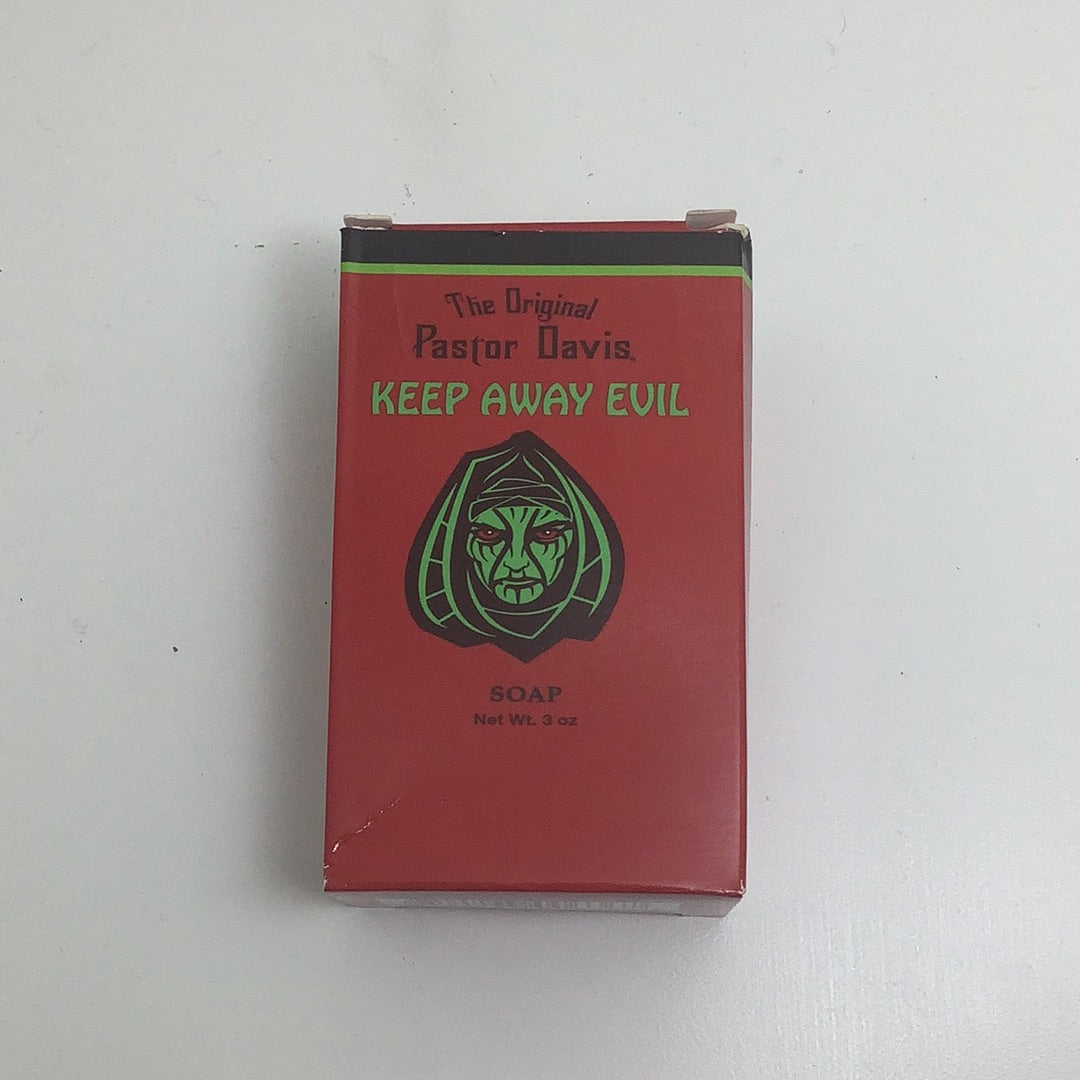 The Original
Pastor Davis.
KEEP AWAY EVIL
SOAP
Net Wt. 3 oz